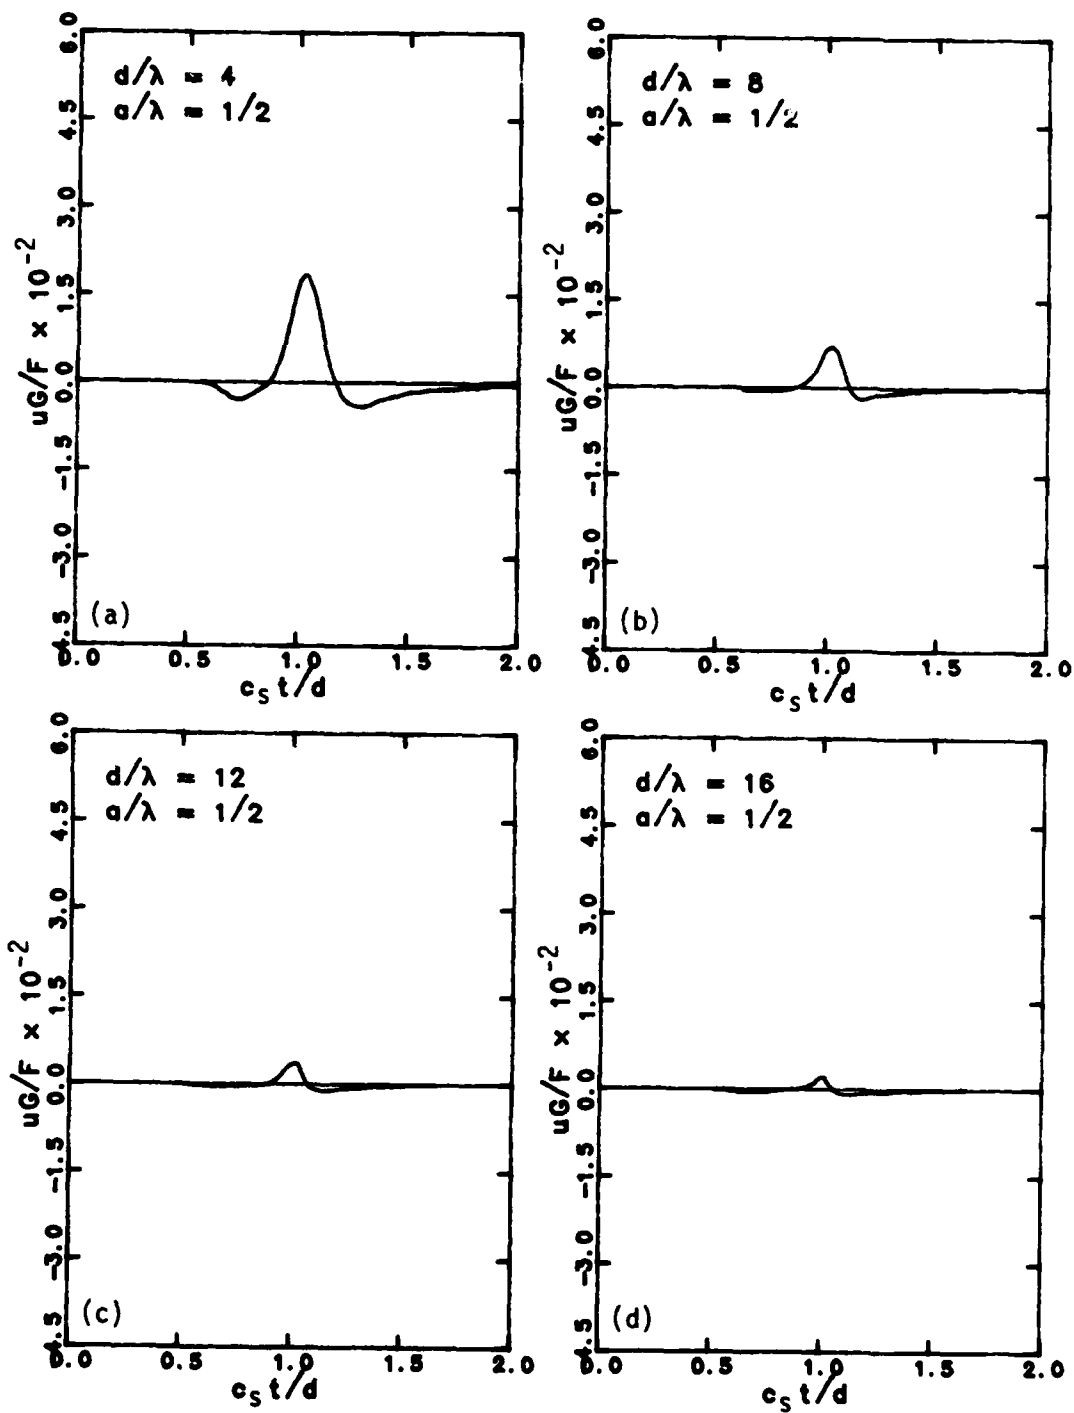 d/λ = 4
a/λ = 1/2
6.0
4.5
3.0
1.5
0.0
-1.5
-3.0
-4.5
uG/F × 10⁻²
(a)
0.0 0.5 1.0 1.5 2.0
cₛt/d
d/λ = 8
a/λ = 1/2
6.0
4.5
3.0
1.5
0.0
-1.5
-3.0
-4.5
uG/F × 10⁻²
(b)
0.0 0.5 1.0 1.5 2.0
cₛt/d
d/λ = 12
a/λ = 1/2
6.0
4.5
3.0
1.5
0.0
-1.5
-3.0
-4.5
uG/F × 10⁻²
(c)
0.0 0.5 1.0 1.5 2.0
cₛt/d
d/λ = 16
a/λ = 1/2
6.0
4.5
3.0
1.5
0.0
-1.5
-3.0
-4.5
uG/F × 10⁻²
(d)
0.0 0.5 1.0 1.5 2.0
cₛt/d